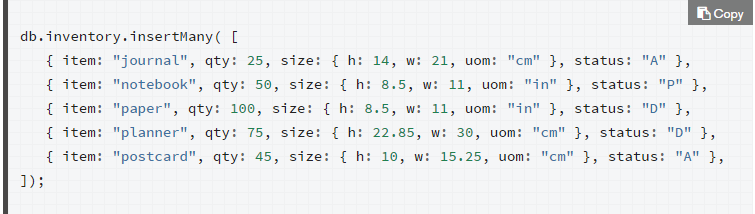 Copy
db.inventory.insertMany( [
   { item: "journal", qty: 25, size: { h: 14, w: 21, uom: "cm" }, status: "A" },
   { item: "notebook", qty: 50, size: { h: 8.5, w: 11, uom: "in" }, status: "P" },
   { item: "paper", qty: 100, size: { h: 8.5, w: 11, uom: "in" }, status: "D" },
   { item: "planner", qty: 75, size: { h: 22.85, w: 30, uom: "cm" }, status: "D" },
   { item: "postcard", qty: 45, size: { h: 10, w: 15.25, uom: "cm" }, status: "A" },
]);